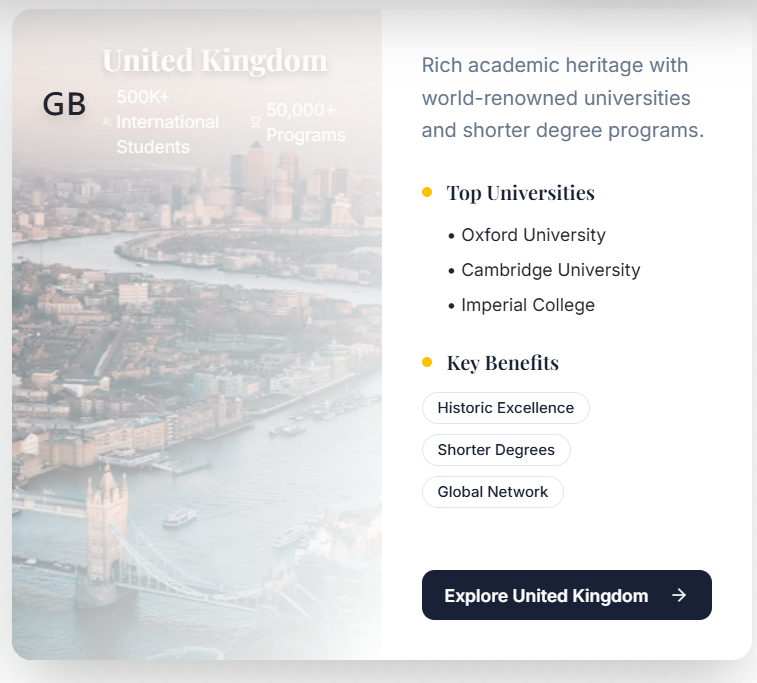 United Kingdom
GB
500K+
International
Students
50,000+
Programs
Rich academic heritage with
world-renowned universities
and shorter degree programs.
Top Universities
• Oxford University
• Cambridge University
• Imperial College
Key Benefits
Historic Excellence
Shorter Degrees
Global Network
Explore United Kingdom →